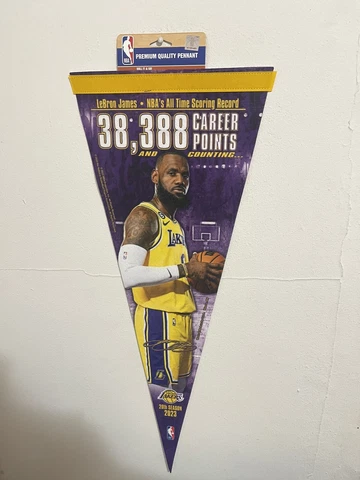 NBA
PREMIUM QUALITY PENNANT
LeBron James • NBA's All Time Scoring Record
38,388 CAREER POINTS
AND COUNTING...
LAKERS
20th SEASON
2023